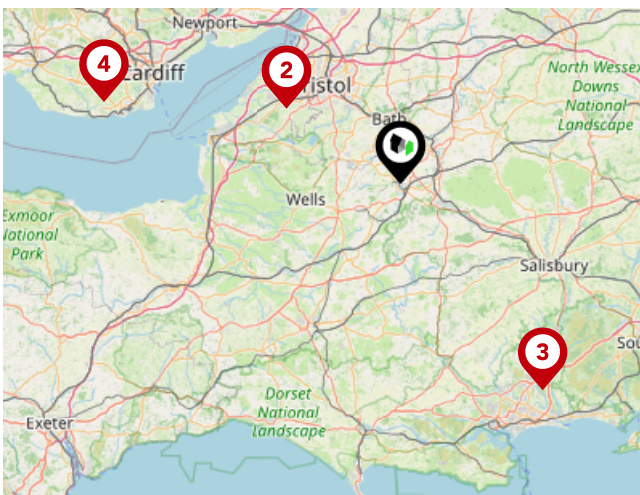 Newport
4
Cardiff
2
Bristol
North Wessex
Downs
National
Landscape
Bath
Wells
Exmoor
National
Park
Salisbury
3
Sou
Dorset
National
Landscape
Exeter